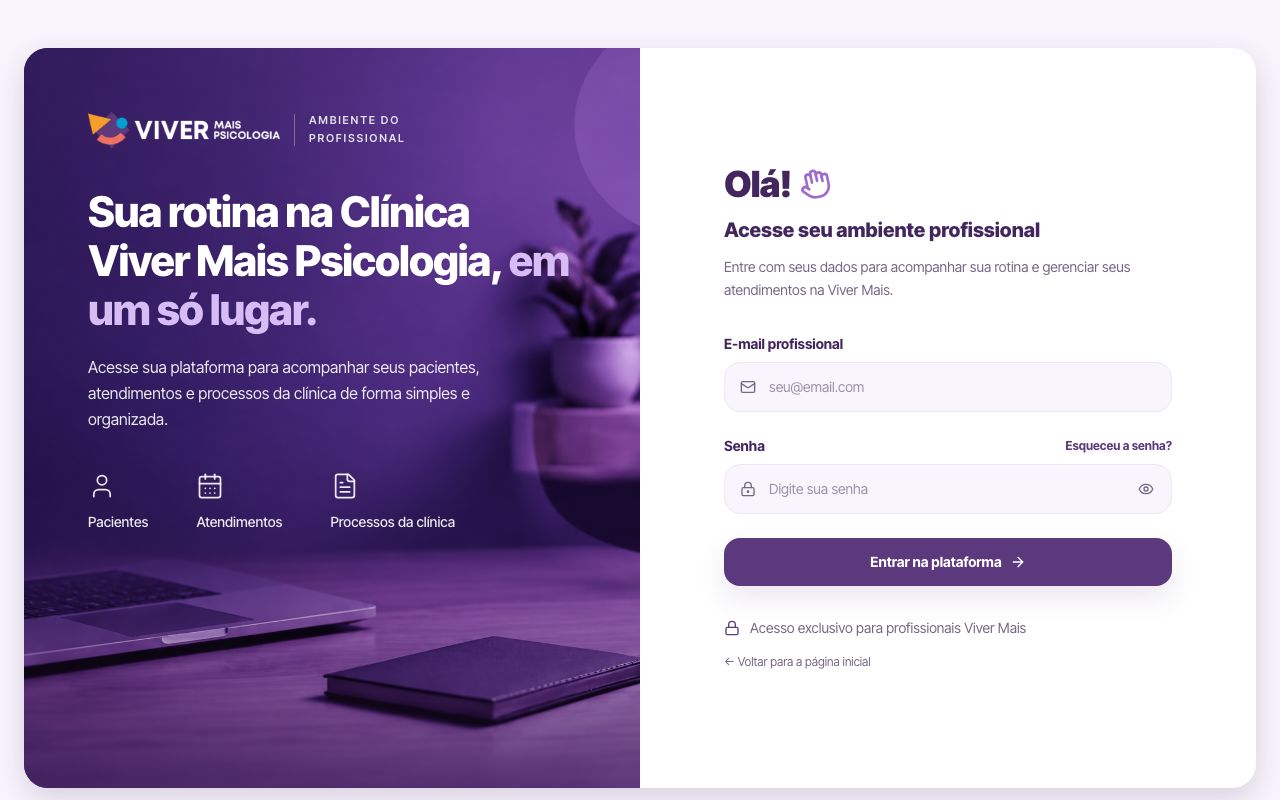 VIVER MAIS PSICOLOGIA
AMBIENTE DO
PROFISSIONAL
Sua rotina na Clínica
Viver Mais Psicologia, em
um só lugar.
Acesse sua plataforma para acompanhar seus pacientes,
atendimentos e processos da clínica de forma simples e
organizada.
Pacientes
Atendimentos
Processos da clínica
Olá!
Acesse seu ambiente profissional
Entre com seus dados para acompanhar sua rotina e gerenciar seus
atendimentos na Viver Mais.
E-mail profissional
seu@email.com
Senha
Esqueceu a senha?
Digite sua senha
Entrar na plataforma →
Acesso exclusivo para profissionais Viver Mais
← Voltar para a página inicial